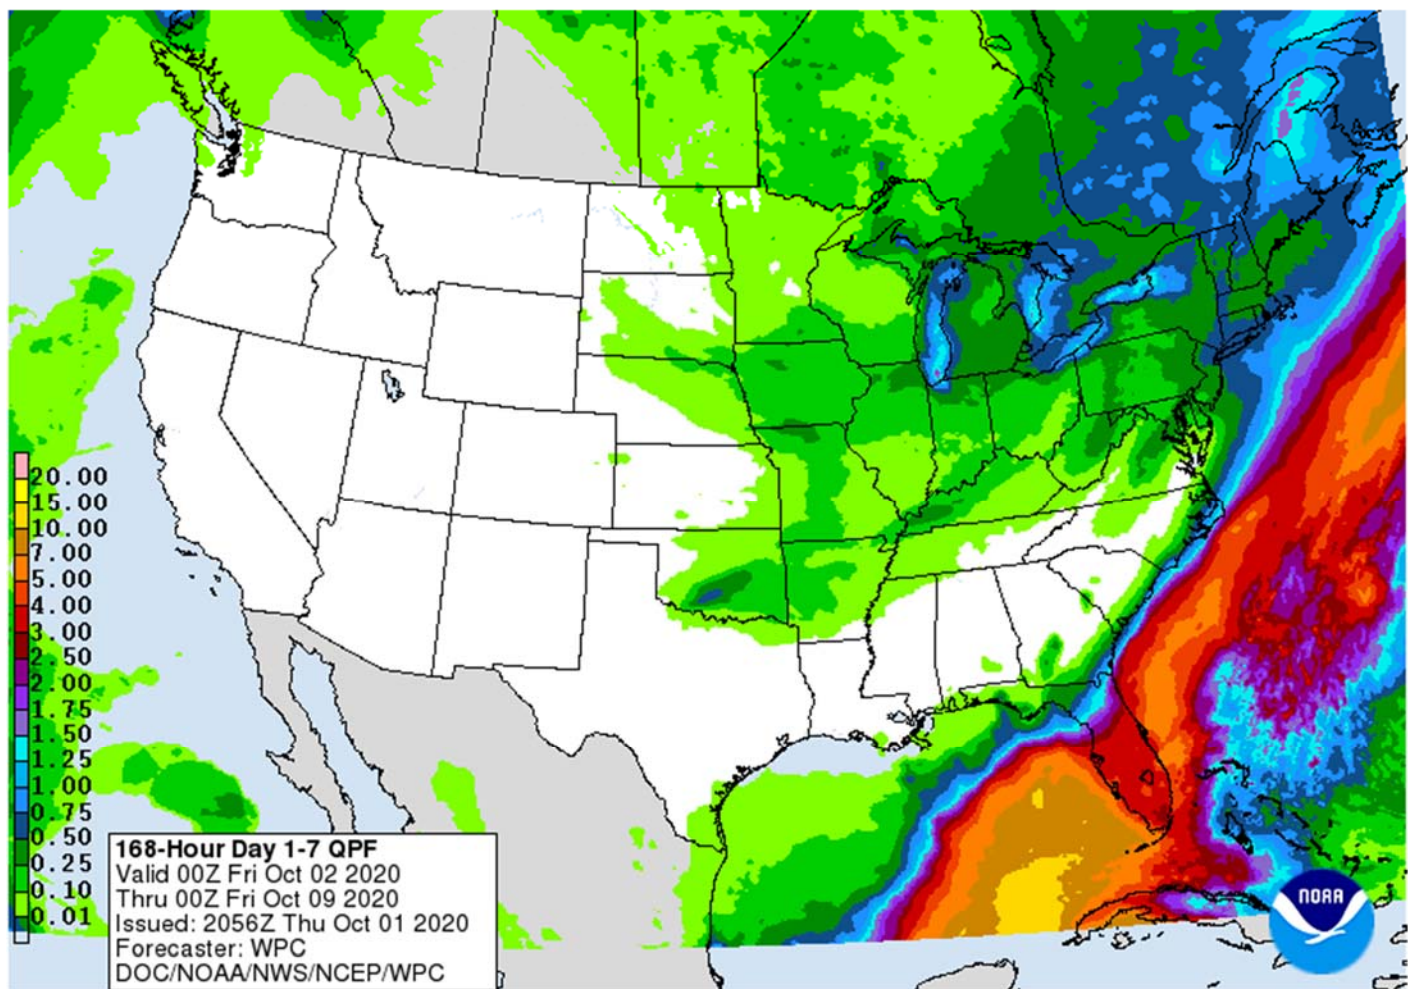 20.00
15.00
10.00
7.00
5.00
4.00
3.00
2.50
2.00
1.75
1.50
1.25
1.00
0.75
0.50
0.25
0.10
0.01
168-Hour Day 1-7 QPF
Valid 00Z Fri Oct 02 2020
Thru 00Z Fri Oct 09 2020
Issued: 2056Z Thu Oct 01 2020
Forecaster: WPC
DOC/NOAA/NWS/NCEP/WPC
NOAA